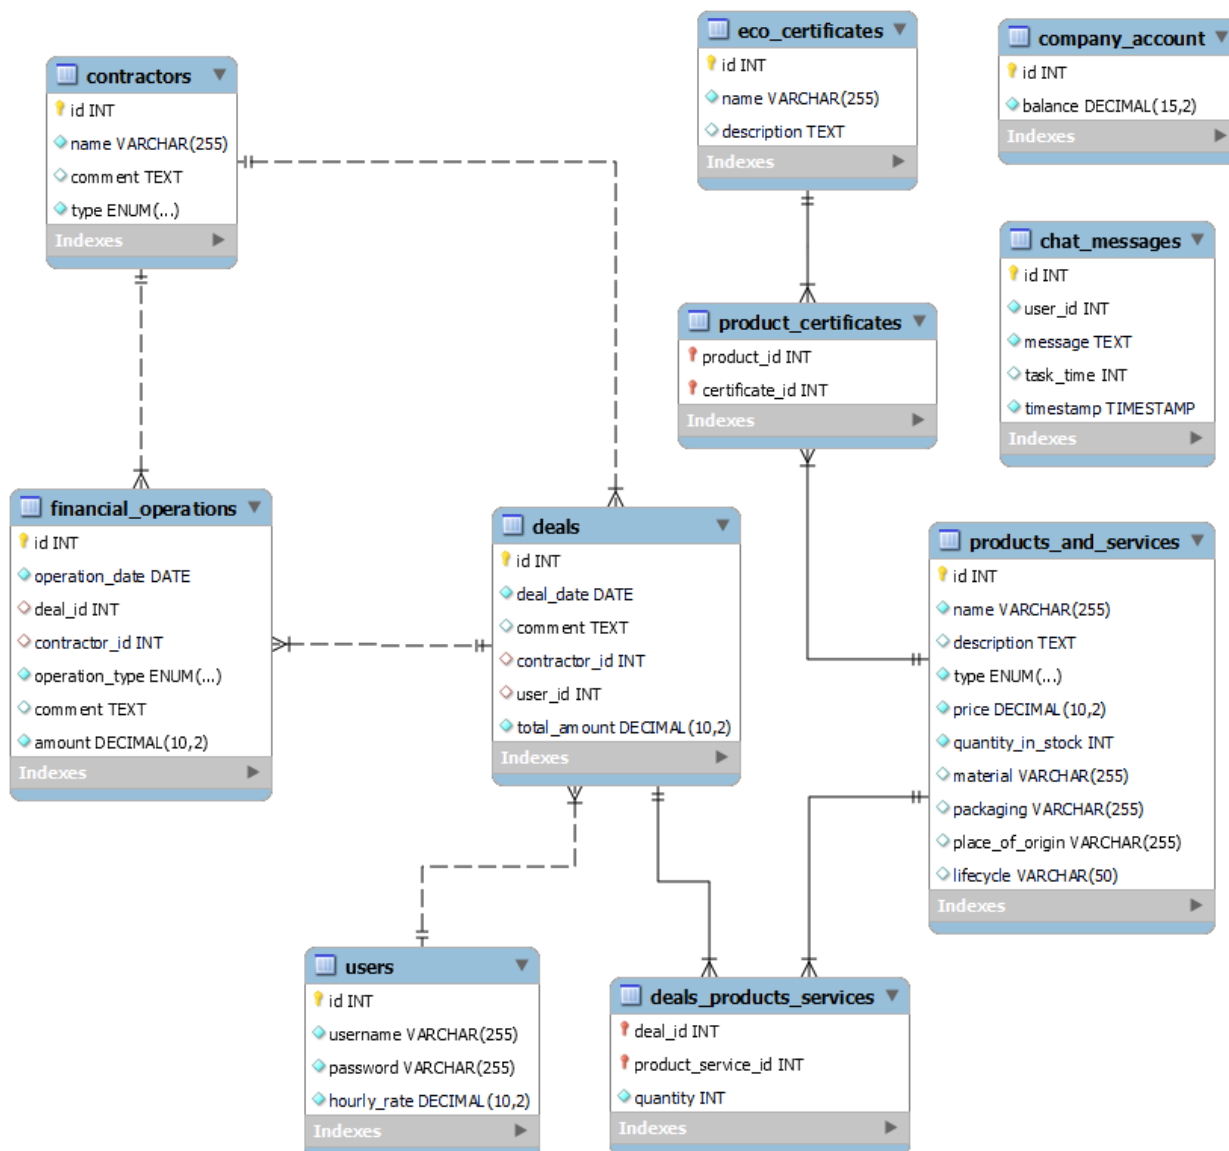 contractors
id INT
name VARCHAR(255)
comment TEXT
type ENUM(...)
Indexes
eco_certificates
id INT
name VARCHAR(255)
description TEXT
Indexes
company_account
id INT
balance DECIMAL(15,2)
Indexes
chat_messages
id INT
user_id INT
message TEXT
task_time INT
timestamp TIMESTAMP
Indexes
product_certificates
product_id INT
certificate_id INT
Indexes
financial_operations
id INT
operation_date DATE
deal_id INT
contractor_id INT
operation_type ENUM(...)
comment TEXT
amount DECIMAL(10,2)
Indexes
deals
id INT
deal_date DATE
comment TEXT
contractor_id INT
user_id INT
total_amount DECIMAL(10,2)
Indexes
products_and_services
id INT
name VARCHAR(255)
description TEXT
type ENUM(...)
price DECIMAL(10,2)
quantity_in_stock INT
material VARCHAR(255)
packaging VARCHAR(255)
place_of_origin VARCHAR(255)
lifecycle VARCHAR(50)
Indexes
users
id INT
username VARCHAR(255)
password VARCHAR(255)
hourly_rate DECIMAL(10,2)
Indexes
deals_products_services
deal_id INT
product_service_id INT
quantity INT
Indexes